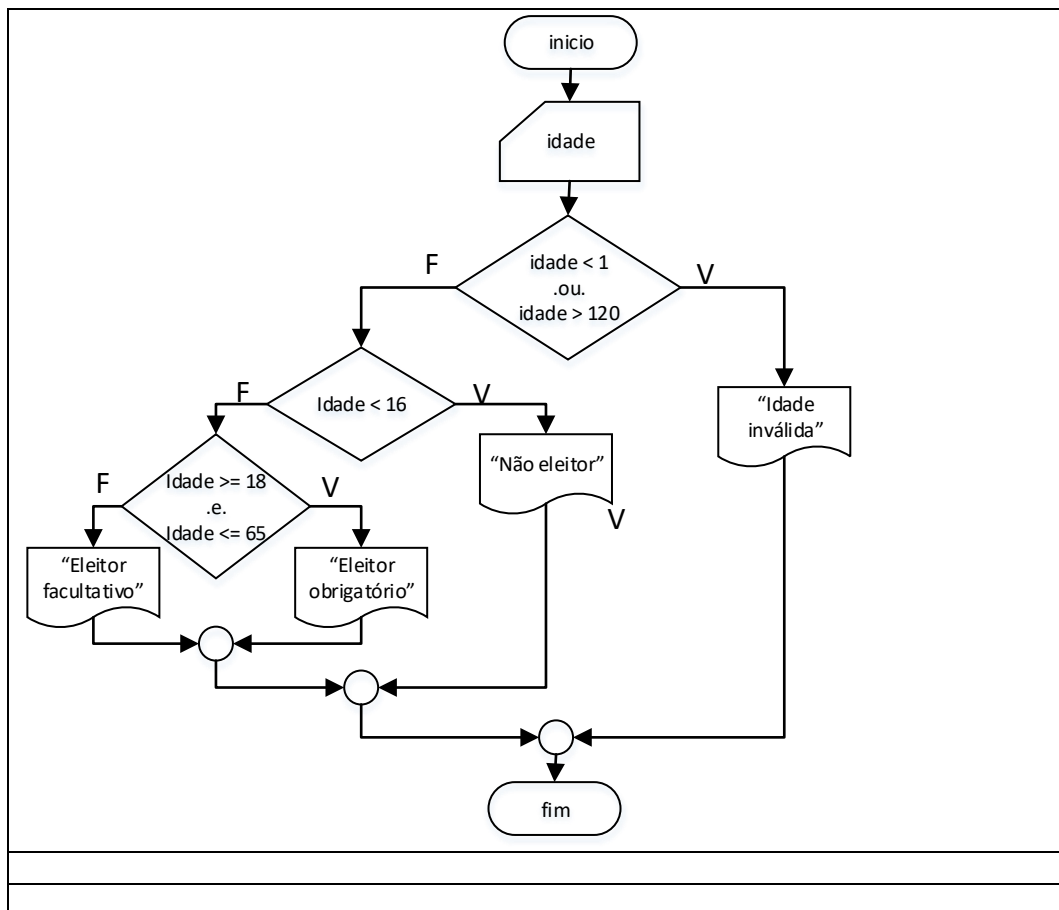 inicio
idade
F
idade < 1
.ou.
idade > 120
V
F
Idade < 16
V
"Idade
inválida"
"Não eleitor"
V
F
Idade >= 18
.e.
Idade <= 65
V
"Eleitor
facultativo"
"Eleitor
obrigatório"
fim